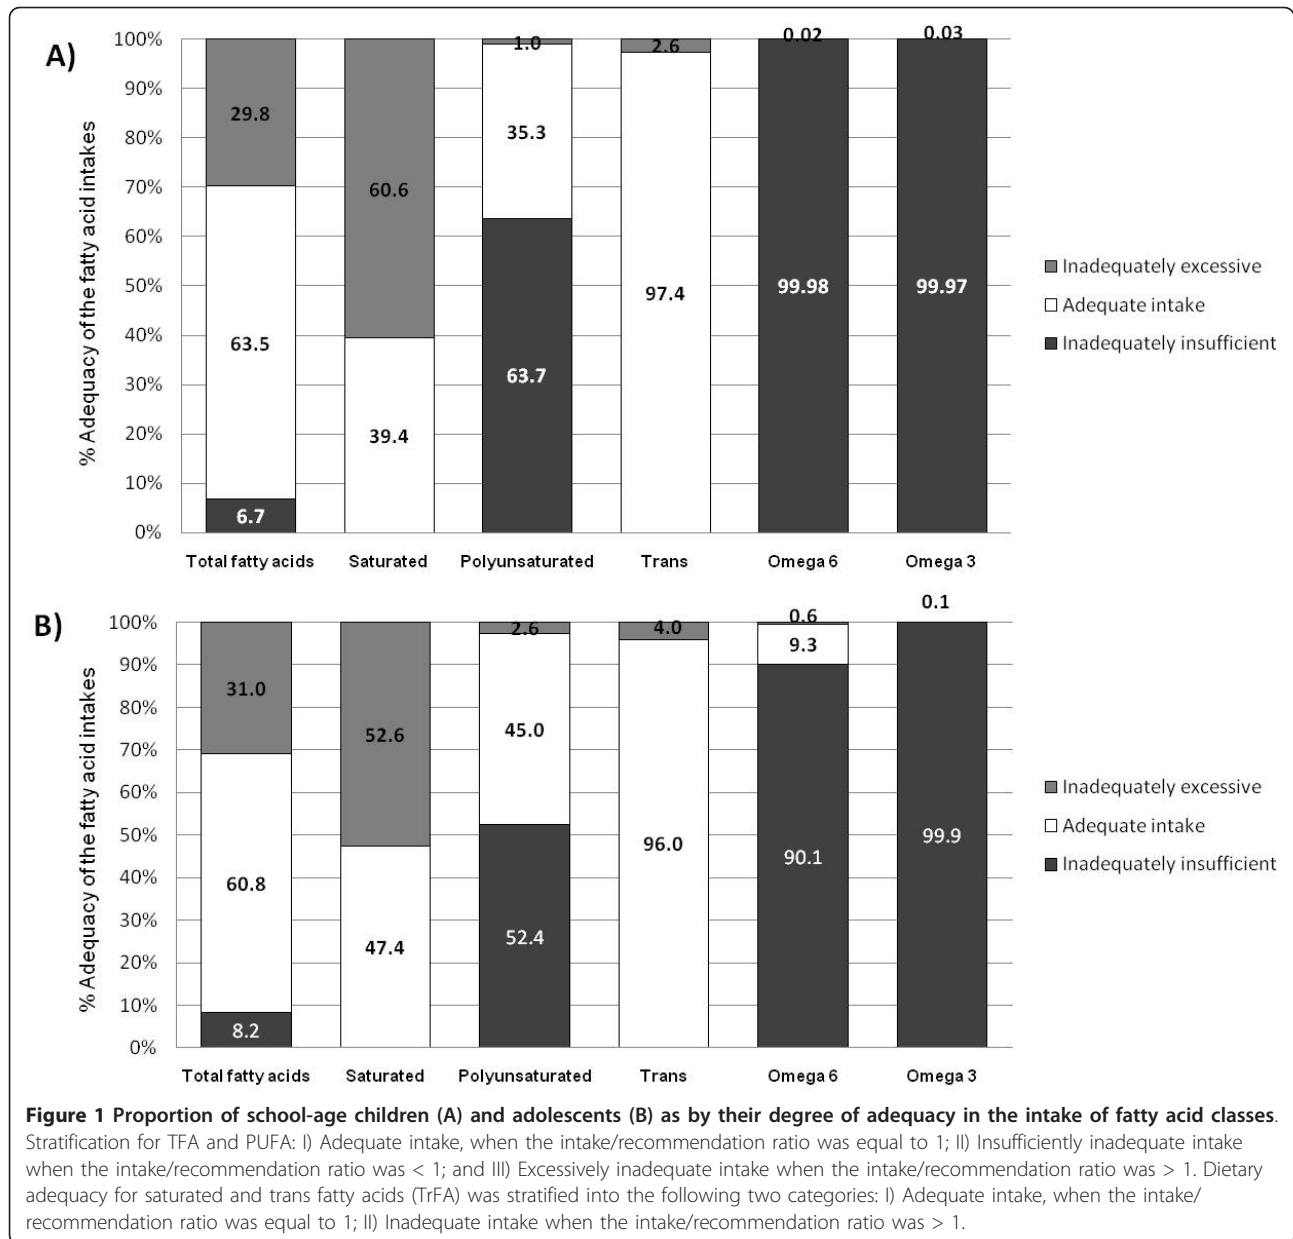 A)
% Adequacy of the fatty acid intakes
100%
90%
80%
70%
60%
50%
40%
30%
20%
10%
0%
29.8
63.5
6.7
60.6
39.4
1.0
35.3
63.7
2.6
97.4
0.02
99.98
0.03
99.97
Total fatty acids
Saturated
Polyunsaturated
Trans
Omega 6
Omega 3
Inadequately excessive
Adequate intake
Inadequately insufficient
B)
% Adequacy of the fatty acid intakes
100%
90%
80%
70%
60%
50%
40%
30%
20%
10%
0%
31.0
60.8
8.2
52.6
47.4
2.6
45.0
52.4
4.0
96.0
0.6
9.3
90.1
0.1
99.9
Total fatty acids
Saturated
Polyunsaturated
Trans
Omega 6
Omega 3
Inadequately excessive
Adequate intake
Inadequately insufficient
Figure 1 Proportion of school-age children (A) and adolescents (B) as by their degree of adequacy in the intake of fatty acid classes.
Stratification for TFA and PUFA: I) Adequate intake, when the intake/recommendation ratio was equal to 1; II) Insufficiently inadequate intake
when the intake/recommendation ratio was < 1; and III) Excessively inadequate intake when the intake/recommendation ratio was > 1. Dietary
adequacy for saturated and trans fatty acids (TrFA) was stratified into the following two categories: I) Adequate intake, when the intake/
recommendation ratio was equal to 1; II) Inadequate intake when the intake/recommendation ratio was > 1.